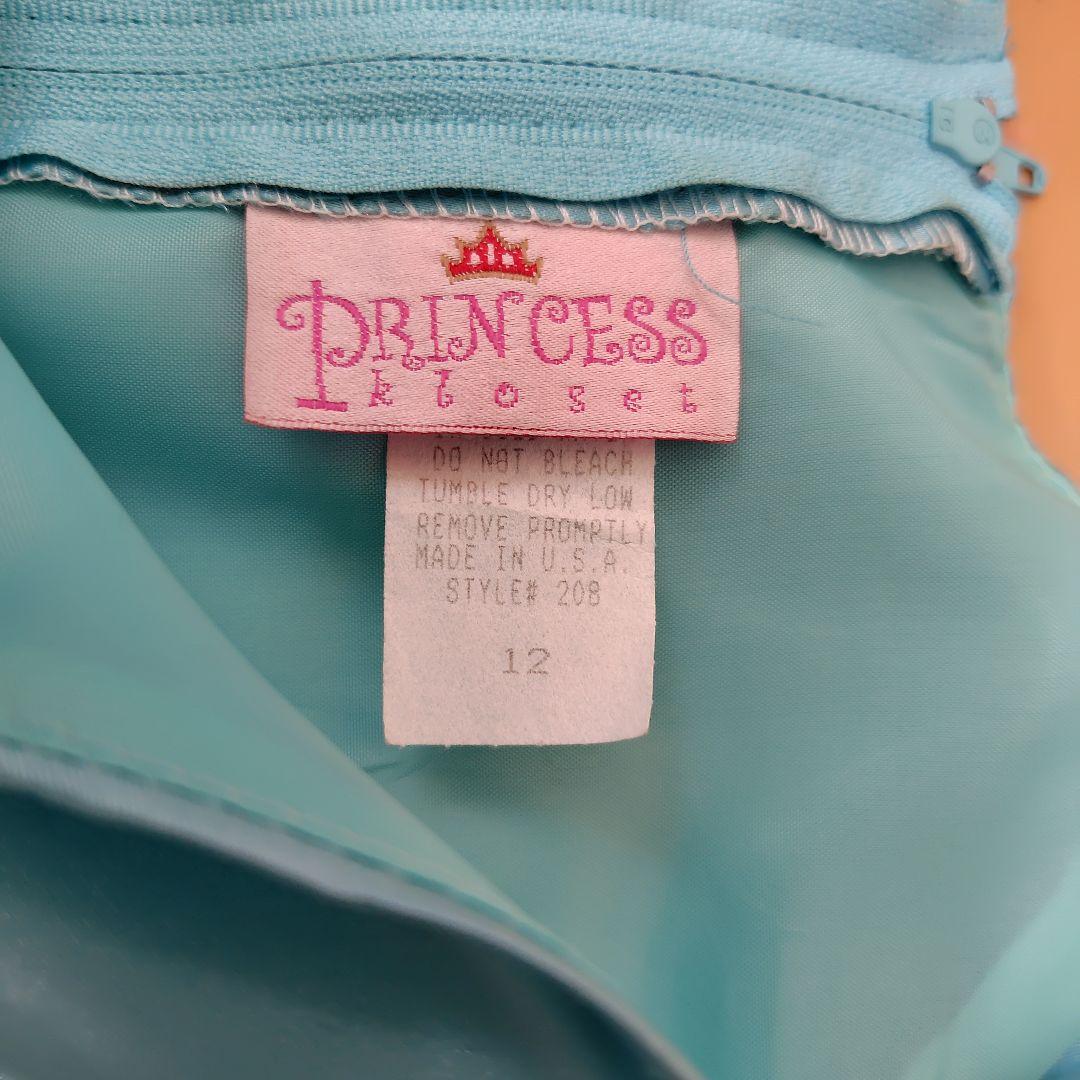 PRINCESS
kloset
DO NOT BLEACH
TUMBLE DRY LOW
REMOVE PROMPTLY
MADE IN U.S.A.
STYLE# 208
12